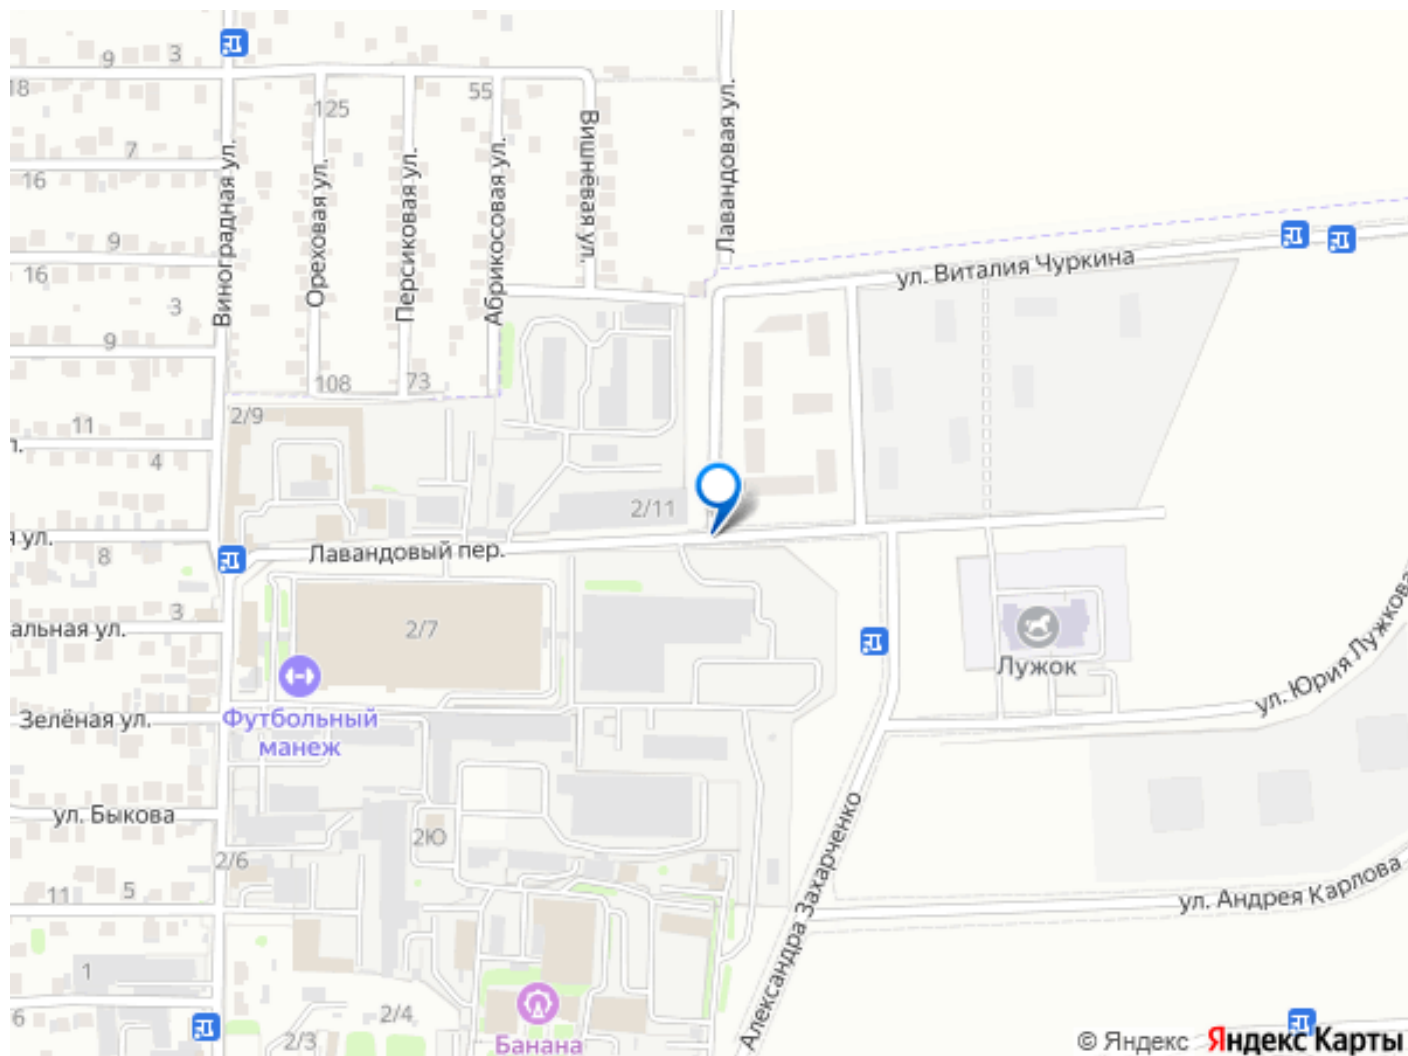 9
3
18
125
55
Вишнёвая ул.
Лавандовая ул.
7
16
Виноградная ул.
Ореховая ул.
Персиковая ул.
Абрикосовая ул.
9
16
3
ул. Виталия Чуркина
9
108
73
2/9
11
л.
4
2/11
я ул.
8
Лавандовый пер.
3
альная ул.
2/7
Лужок
ул. Юрия Лужкова
Зелёная ул.
Футбольный
манеж
ул. Быкова
2Ю
2/6
11
5
Александра Захарченко
ул. Андрея Карлова
1
6
2/4
2/3
Банана
© Яндекс Яндекс Карты